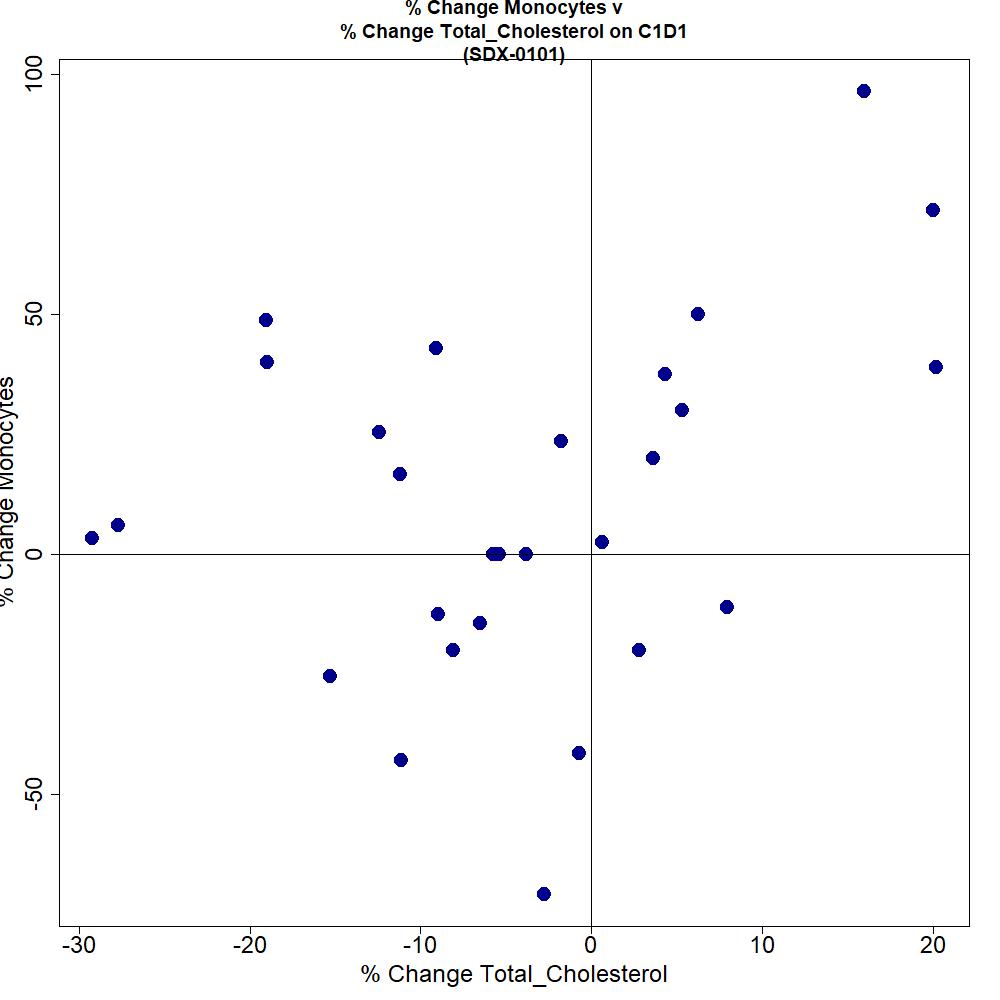 % Change Monocytes v
% Change Total_Cholesterol on C1D1
(SDX-0101)
% Change Monocytes
100
50
0
-50
-30 -20 -10 0 10 20
% Change Total_Cholesterol